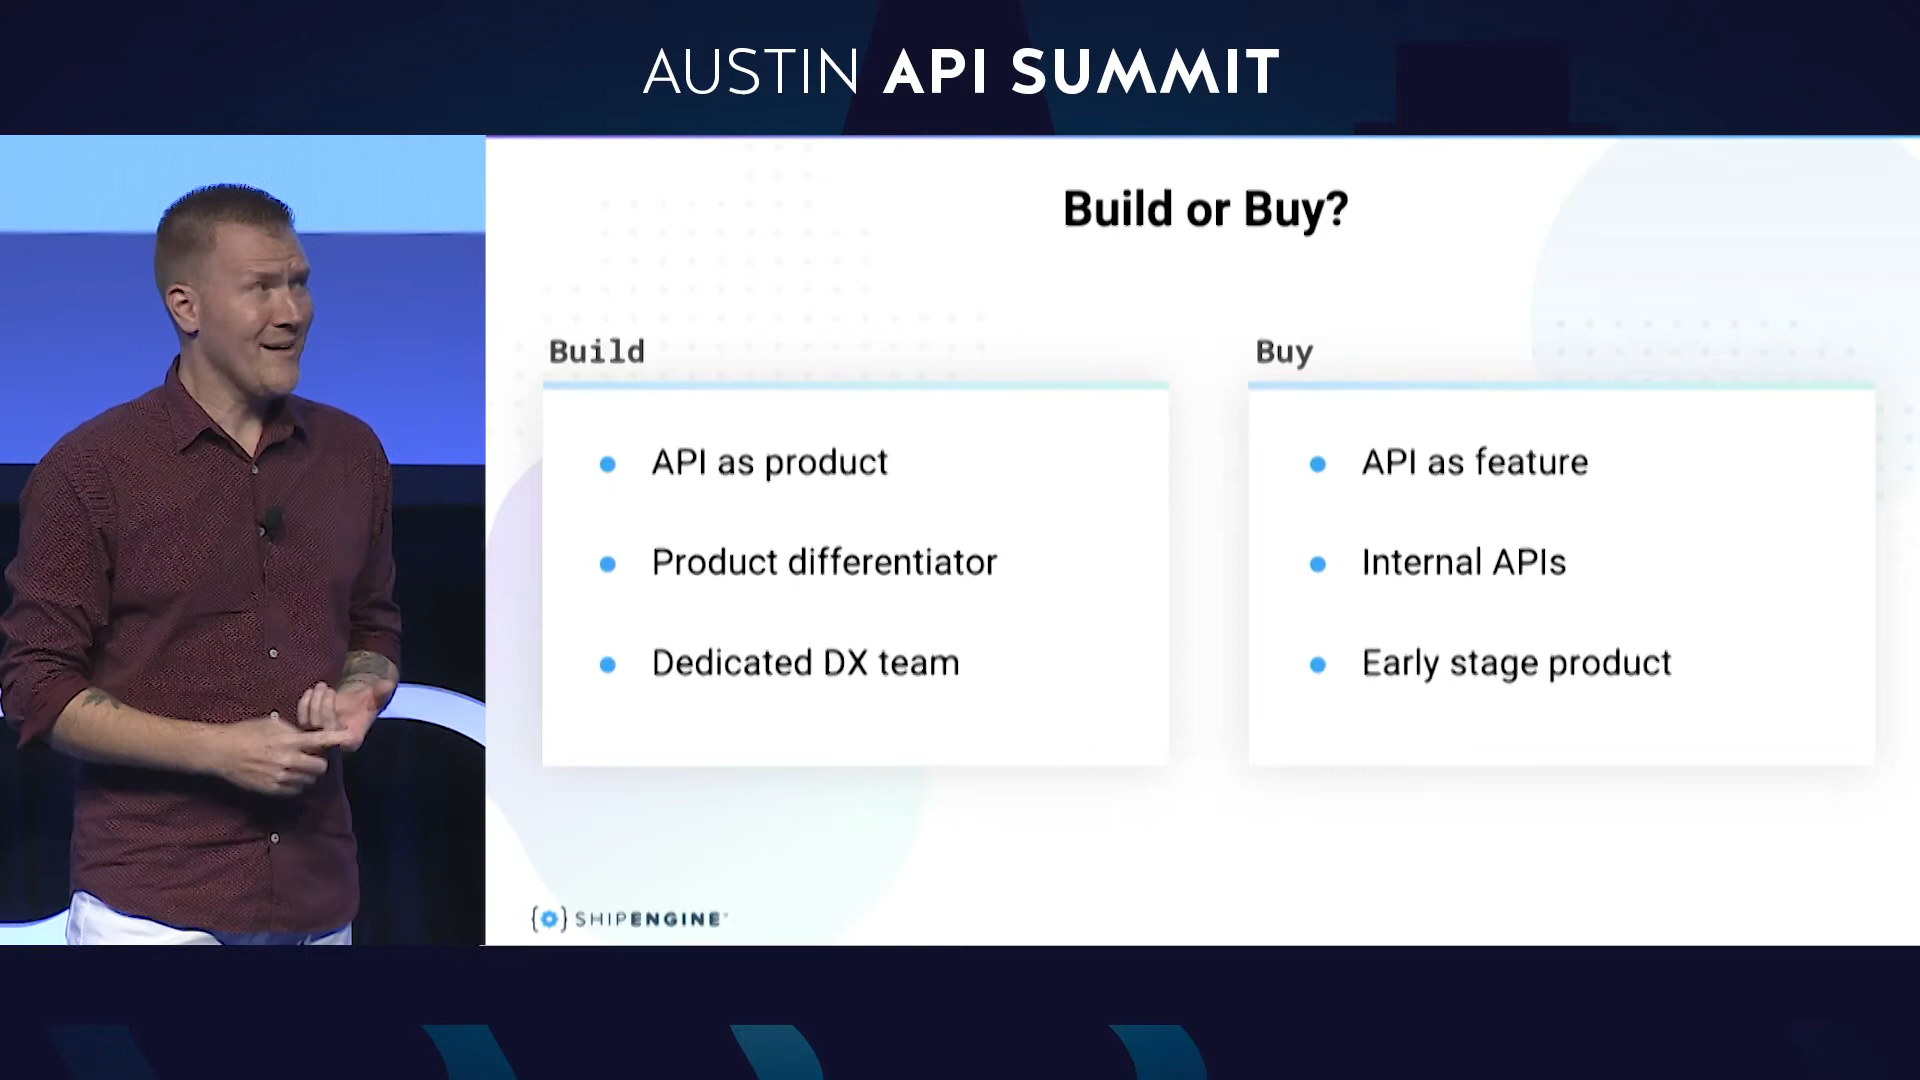 AUSTIN API SUMMIT
Build or Buy?
Build
API as product
Product differentiator
Dedicated DX team
Buy
API as feature
Internal APIs
Early stage product
{} SHIPENGINE